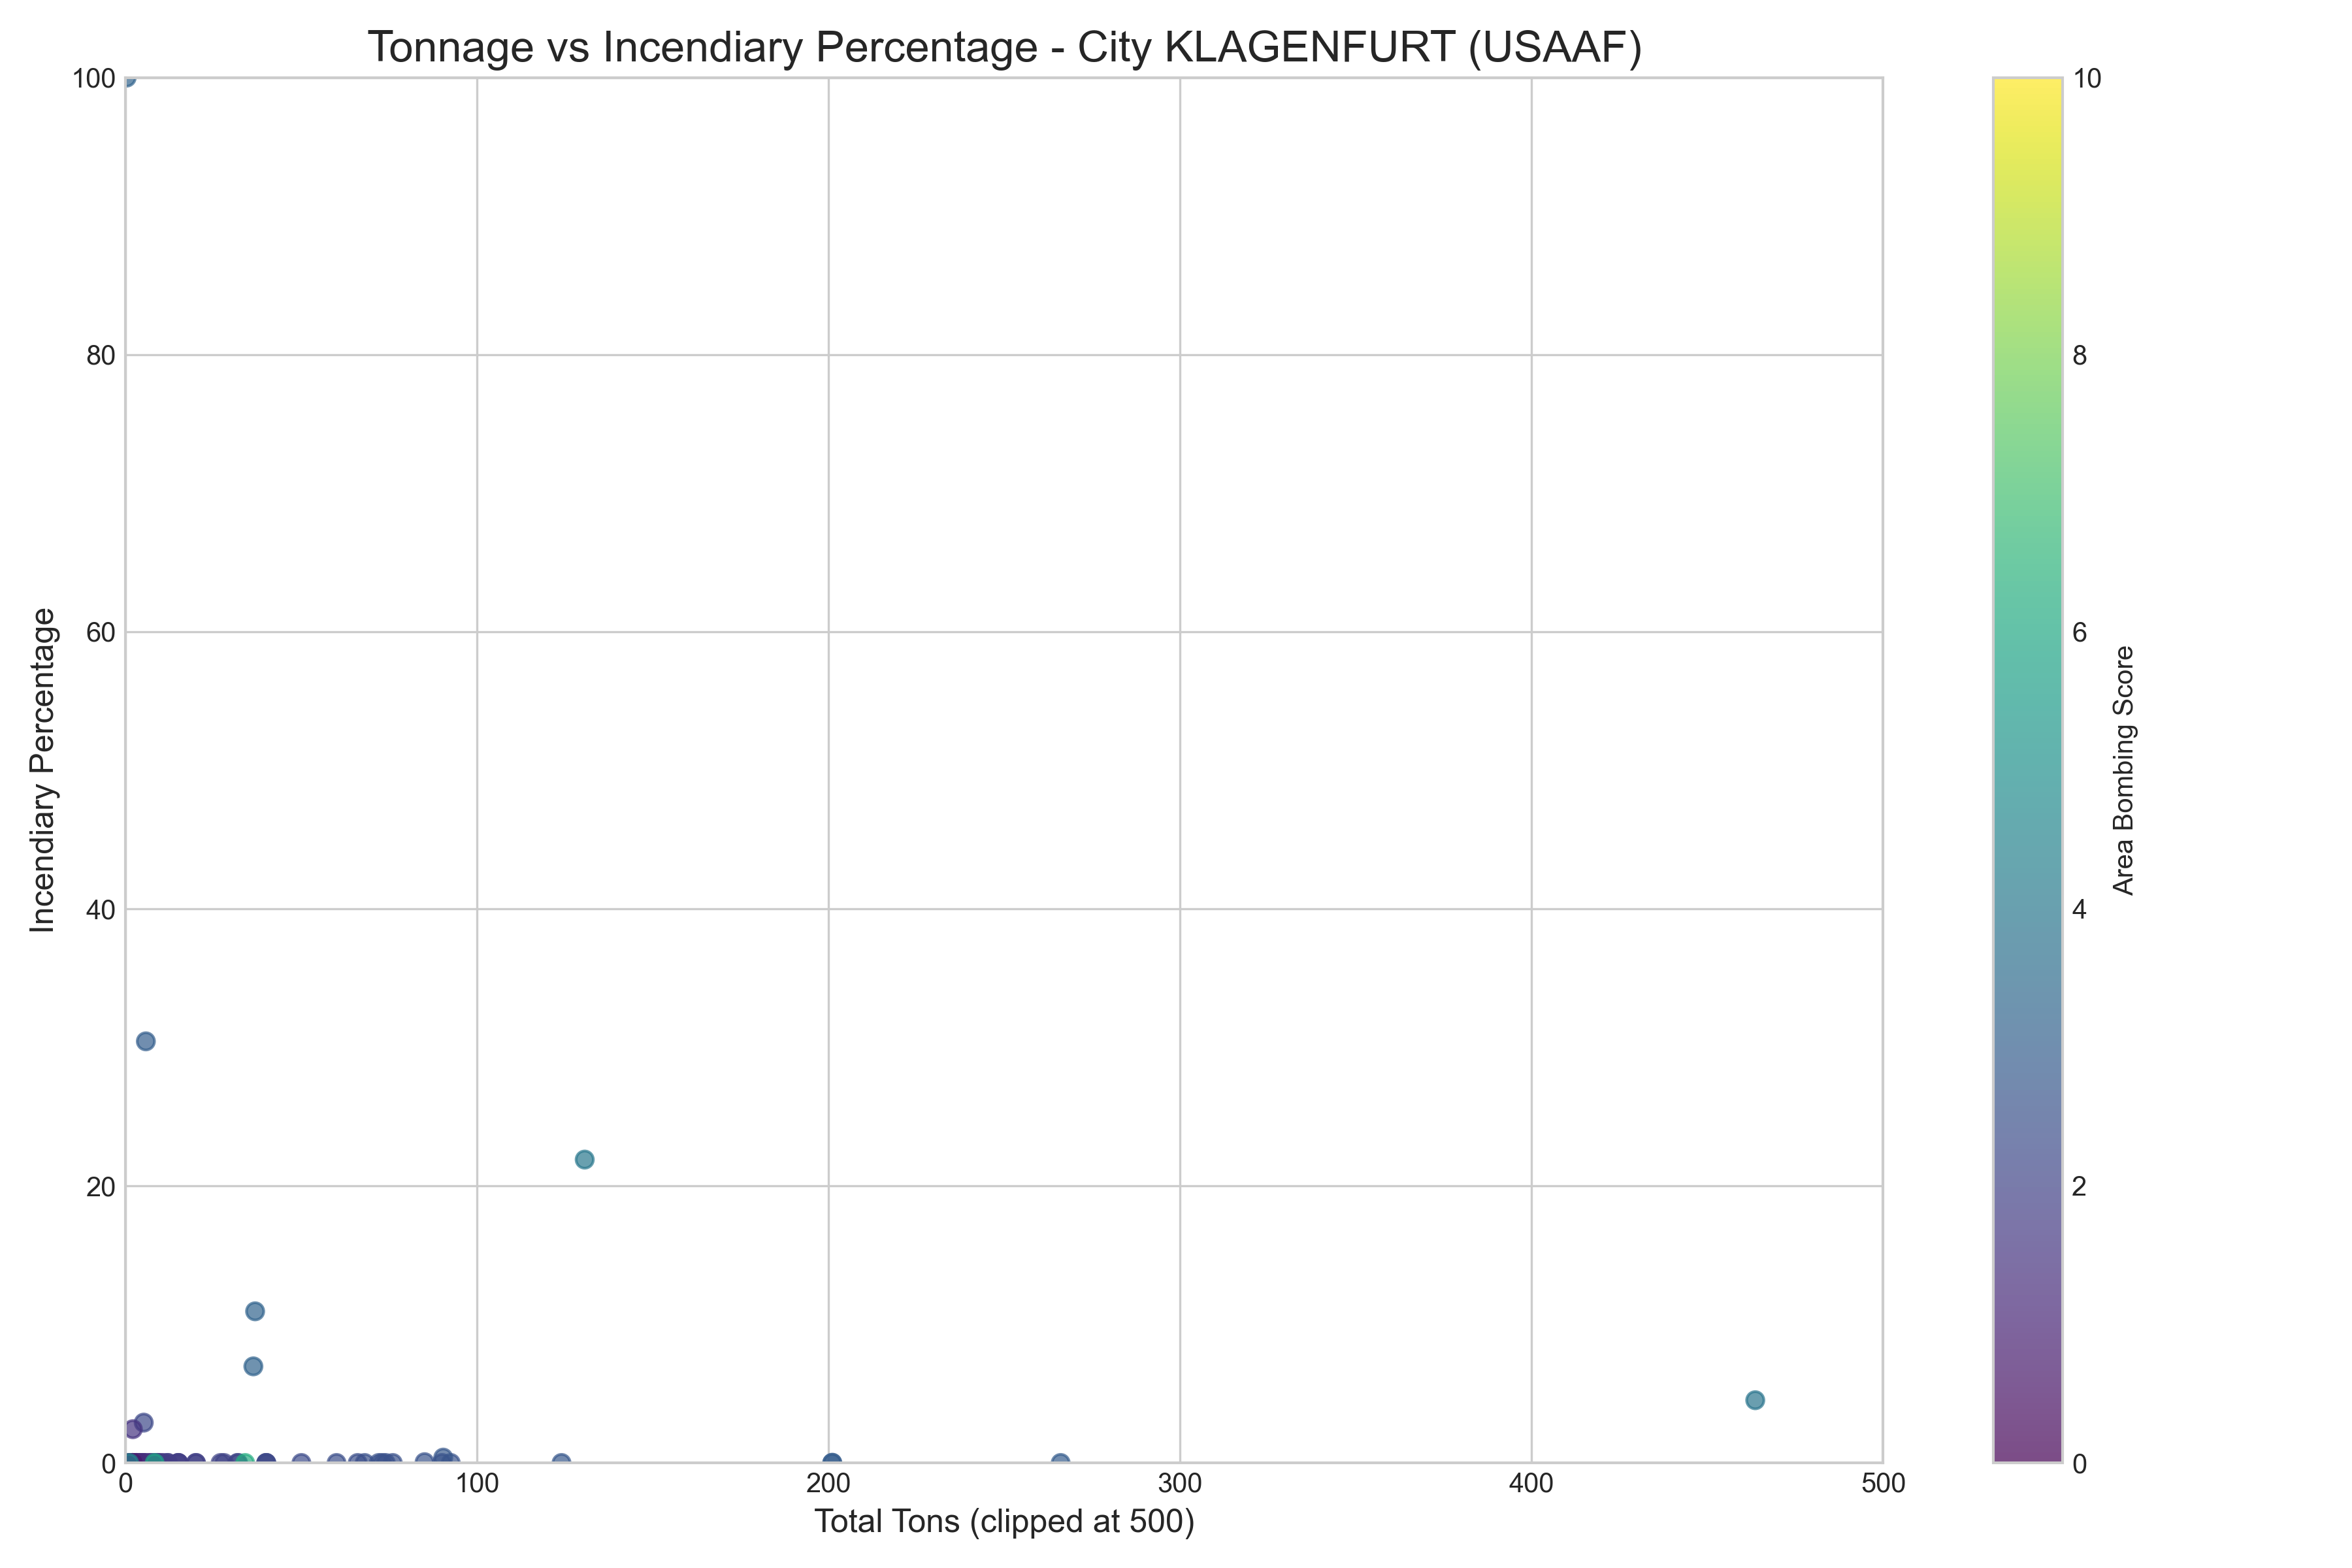 Tonnage vs Incendiary Percentage - City KLAGENFURT (USAAF)
100
80
60
40
20
0
Incendiary Percentage
0 100 200 300 400 500
Total Tons (clipped at 500)
10
8
6
4
2
0
Area Bombing Score